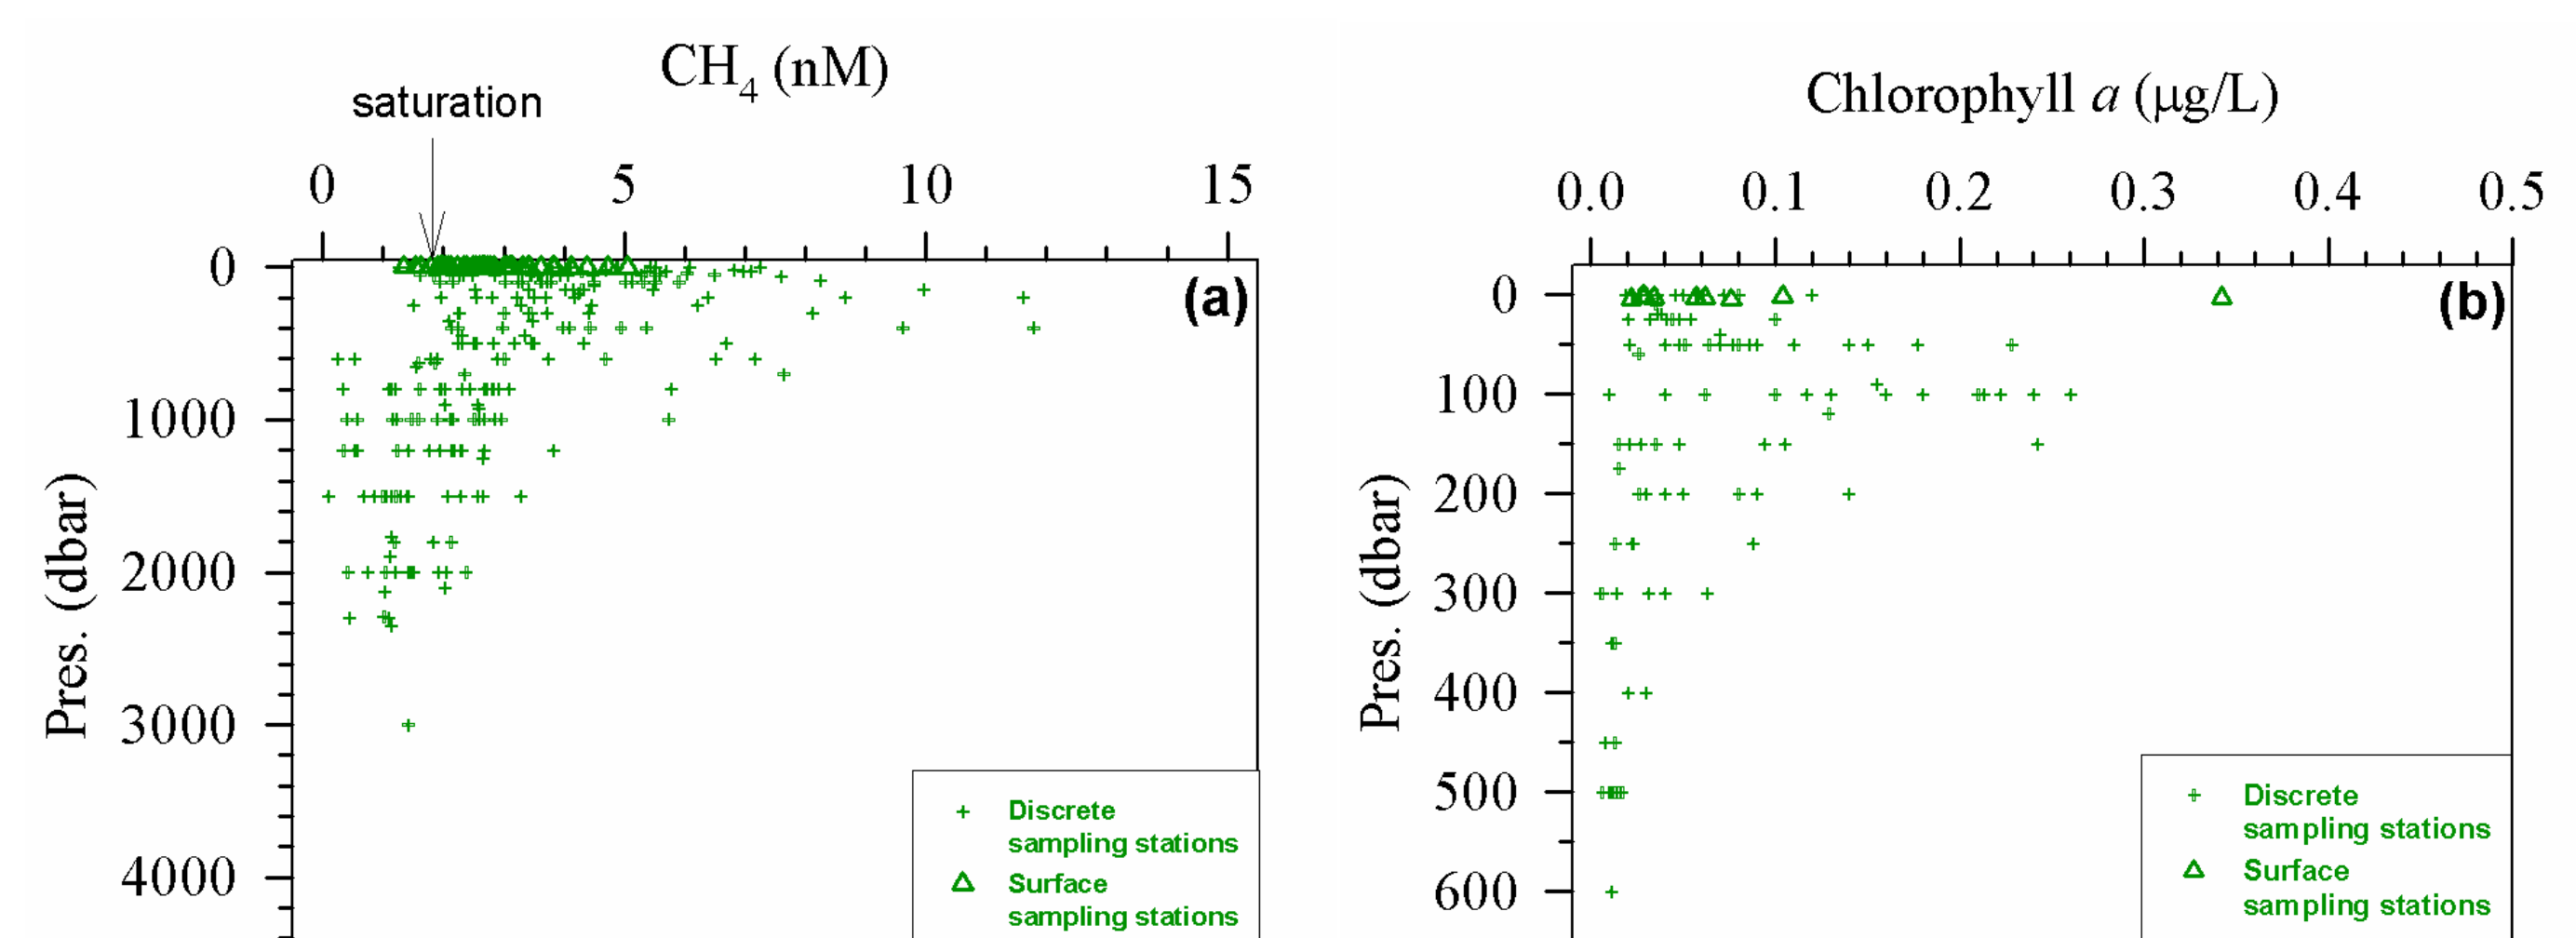 CH4 (nM)
saturation
0 5 10 15
0
1000
2000
3000
4000
Pres. (dbar)
(a)
Discrete
sampling stations
Surface
sampling stations
Chlorophyll a (µg/L)
0.0 0.1 0.2 0.3 0.4 0.5
0
100
200
300
400
500
600
Pres. (dbar)
(b)
Discrete
sampling stations
Surface
sampling stations